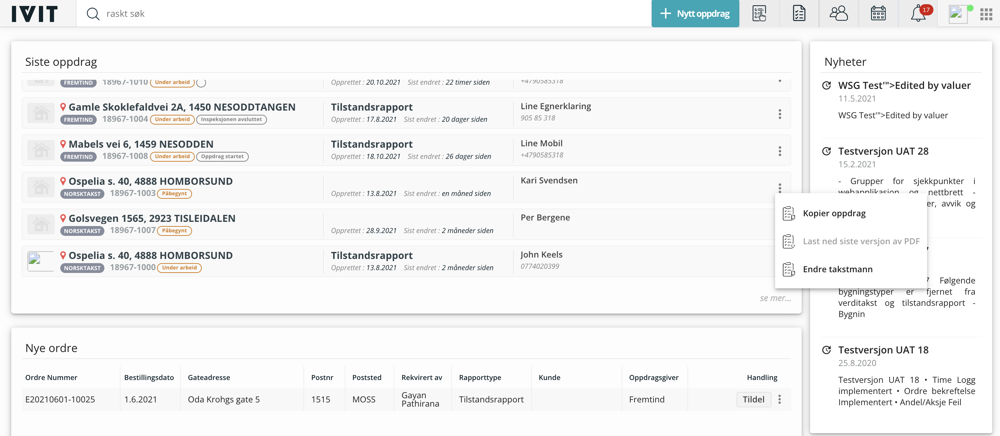 IVIT
raskt søk
Nytt oppdrag
17
Siste oppdrag
FREMTIND 18967-1010 Under arbeid
Opprettet : 20.10.2021 Sist endret : 22 timer siden
+4790585318
Gamle Skoklefaldvei 2A, 1450 NESODDTANGEN
FREMTIND 18967-1004 Under arbeid Inspeksjonen avsluttet
Tilstandsrapport
Opprettet : 17.8.2021 Sist endret : 20 dager siden
Line Egnerklaring
905 85 318
Mabels vei 6, 1459 NESODDEN
FREMTIND 18967-1008 Under arbeid Oppdrag startet
Tilstandsrapport
Opprettet : 18.10.2021 Sist endret : 26 dager siden
Line Mobil
+4790585318
Ospelia s. 40, 4888 HOMBORSUND
NORSKTAKST 18967-1003 Påbegynt
Opprettet : 13.8.2021 Sist endret : en måned siden
Kari Svendsen
Golsvegen 1565, 2923 TISLEIDALEN
NORSKTAKST 18967-1007 Påbegynt
Opprettet : 28.9.2021 Sist endret : 2 måneder siden
Per Bergene
Ospelia s. 40, 4888 HOMBORSUND
NORSKTAKST 18967-1000 Under arbeid
Tilstandsrapport
Opprettet : 13.8.2021 Sist endret : 2 måneder siden
John Keels
0774020399
se mer...
Kopier oppdrag
Last ned siste versjon av PDF
Endre takstmann
Nye ordre
Ordre Nummer Bestillingsdato Gateadresse Postnr Poststed Rekvirert av Rapporttype Kunde Oppdragsgiver Handling
E20210601-10025 1.6.2021 Oda Krohgs gate 5 1515 MOSS Gayan Pathirana Tilstandsrapport Fremtind Tildel
Nyheter
WSG Test'">Edited by valuer
11.5.2021
WSG Test'">Edited by valuer
Testversjon UAT 28
15.2.2021
- Grupper for sjekkpunkter i
webapplikasjon og nettbrett -
er, avvik og
7 Følgende
bygningstyper er fjernet fra
verditakst og tilstandsrapport -
Bygnin
Testversjon UAT 18
25.8.2020
Testversjon UAT 18 • Time Logg
implementert • Ordre bekreftelse
Implementert • Andel/Aksje Feil